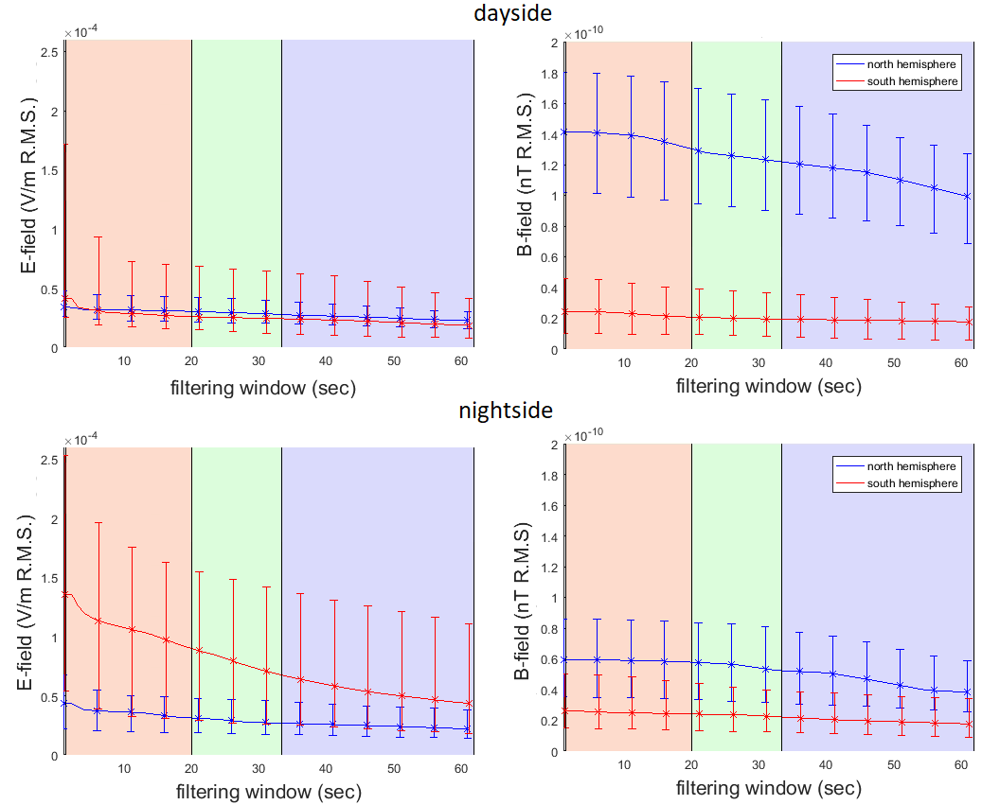 dayside
×10⁻⁴
2.5
2
1.5
1
0.5
0
E-field (V/m R.M.S.)
10 20 30 40 50 60
filtering window (sec)
×10⁻¹⁰
2
1.8
1.6
1.4
1.2
1
0.8
0.6
0.4
0.2
0
B-field (nT R.M.S.)
north hemisphere
south hemisphere
10 20 30 40 50 60
filtering window (sec)
nightside
×10⁻⁴
2.5
2
1.5
1
0.5
0
E-field (V/m R.M.S.)
10 20 30 40 50 60
filtering window (sec)
×10⁻¹⁰
2
1.8
1.6
1.4
1.2
1
0.8
0.6
0.4
0.2
0
B-field (nT R.M.S)
north hemisphere
south hemisphere
10 20 30 40 50 60
filtering window (sec)